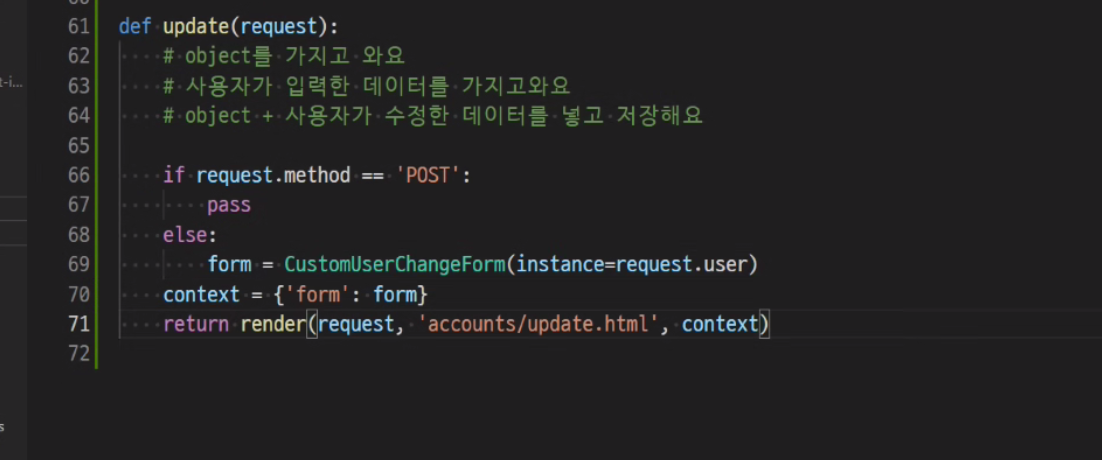 61 def update(request):
62 # object를 가지고 와요
t-i...
63 # 사용자가 입력한 데이터를 가지고와요
64 # object + 사용자가 수정한 데이터를 넣고 저장해요
65
66 if request.method == 'POST':
67 pass
68 else:
69 form = CustomUserChangeForm(instance=request.user)
70 context = {'form': form}
71 return render(request, 'accounts/update.html', context)
72
s